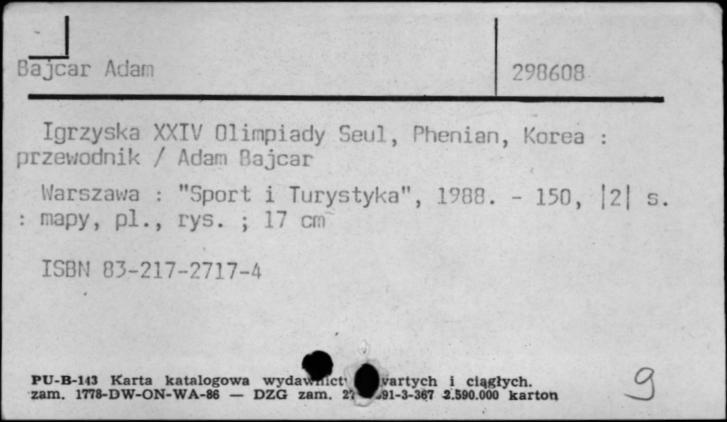 Bajcar Adam
298608
Igrzyska XXIV Olimpiady Seul, Phenian, Korea :
przewodnik / Adam Bajcar
Warszawa : "Sport i Turystyka", 1988. - 150, |2| s.
: mapy, pl., rys. ; 17 cm
ISBN 83-217-2717-4
PU-B-143 Karta katalogowa wydawnict wartych i ciągłych.
zam. 1778-DW-ON-WA-86 — DZG zam. 91-3-367 2.590.000 karton
9